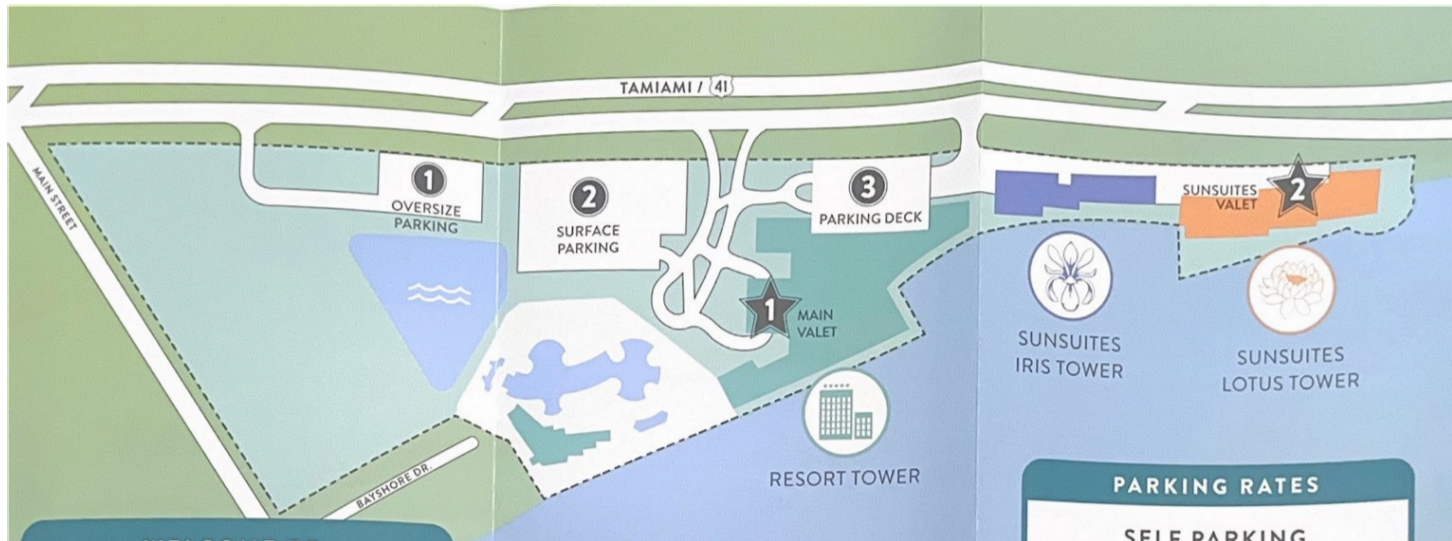 TAMIAMI / 41
MAIN STREET
1
OVERSIZE
PARKING
2
SURFACE
PARKING
3
PARKING DECK
SUNSUITES
VALET
2
1
MAIN
VALET
SUNSUITES
IRIS TOWER
SUNSUITES
LOTUS TOWER
RESORT TOWER
BAYSHORE DR.
PARKING RATES
SELF PARKING